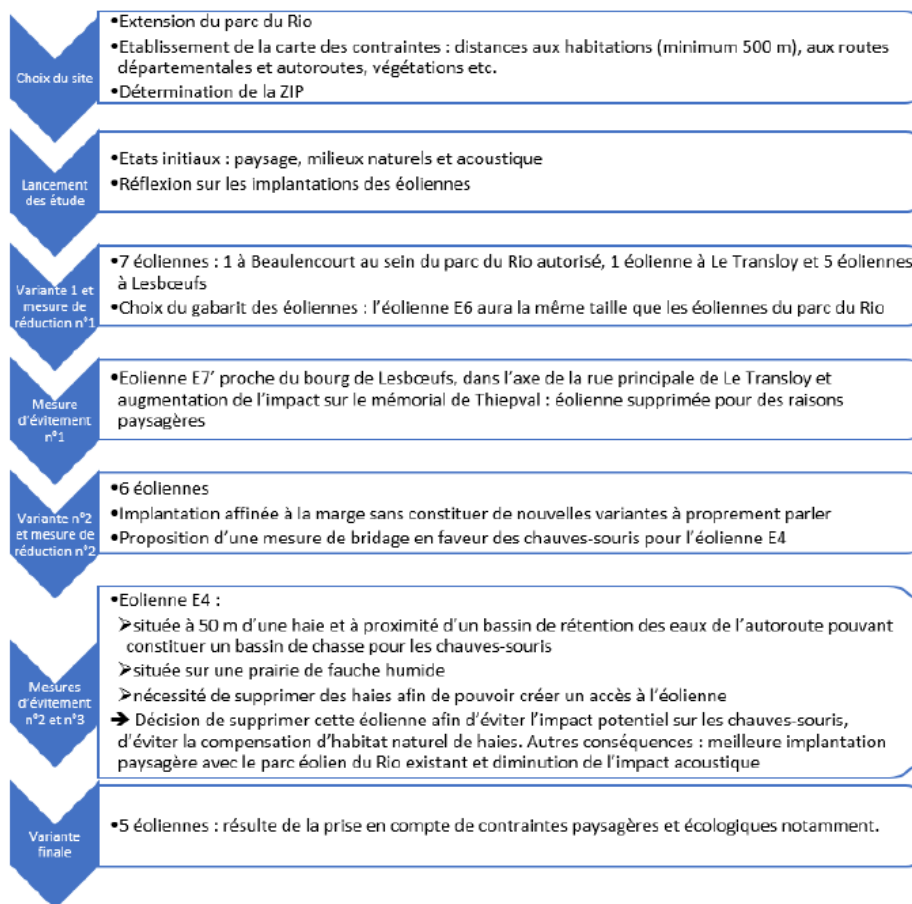 Choix du site
•Extension du parc du Rio
•Etablissement de la carte des contraintes : distances aux habitations (minimum 500 m), aux routes
départementales et autoroutes, végétations etc.
•Détermination de la ZIP
Lancement
des étude
•Etats initiaux : paysage, milieux naturels et acoustique
•Réflexion sur les implantations des éoliennes
Variante 1 et
mesure de
réduction n°1
•7 éoliennes : 1 à Beaulencourt au sein du parc du Rio autorisé, 1 éolienne à Le Transloy et 5 éoliennes
à Lesbœufs
•Choix du gabarit des éoliennes : l'éolienne E6 aura la même taille que les éoliennes du parc du Rio
Mesure
d'évitement
n°1
•Eolienne E7' proche du bourg de Lesbœufs, dans l'axe de la rue principale de Le Transloy et
augmentation de l'impact sur le mémorial de Thiepval : éolienne supprimée pour des raisons
paysagères
Variante n°2
et mesure de
réduction n°2
•6 éoliennes
•Implantation affinée à la marge sans constituer de nouvelles variantes à proprement parler
•Proposition d'une mesure de bridage en faveur des chauves-souris pour l'éolienne E4
Mesures
d'évitement
n°2 et n°3
•Eolienne E4 :
➢située à 50 m d'une haie et à proximité d'un bassin de rétention des eaux de l'autoroute pouvant
constituer un bassin de chasse pour les chauves-souris
➢située sur une prairie de fauche humide
➢nécessité de supprimer des haies afin de pouvoir créer un accès à l'éolienne
➔ Décision de supprimer cette éolienne afin d'éviter l'impact potentiel sur les chauves-souris,
d'éviter la compensation d'habitat naturel de haies. Autres conséquences : meilleure implantation
paysagère avec le parc éolien du Rio existant et diminution de l'impact acoustique
Variante
finale
•5 éoliennes : résulte de la prise en compte de contraintes paysagères et écologiques notamment.